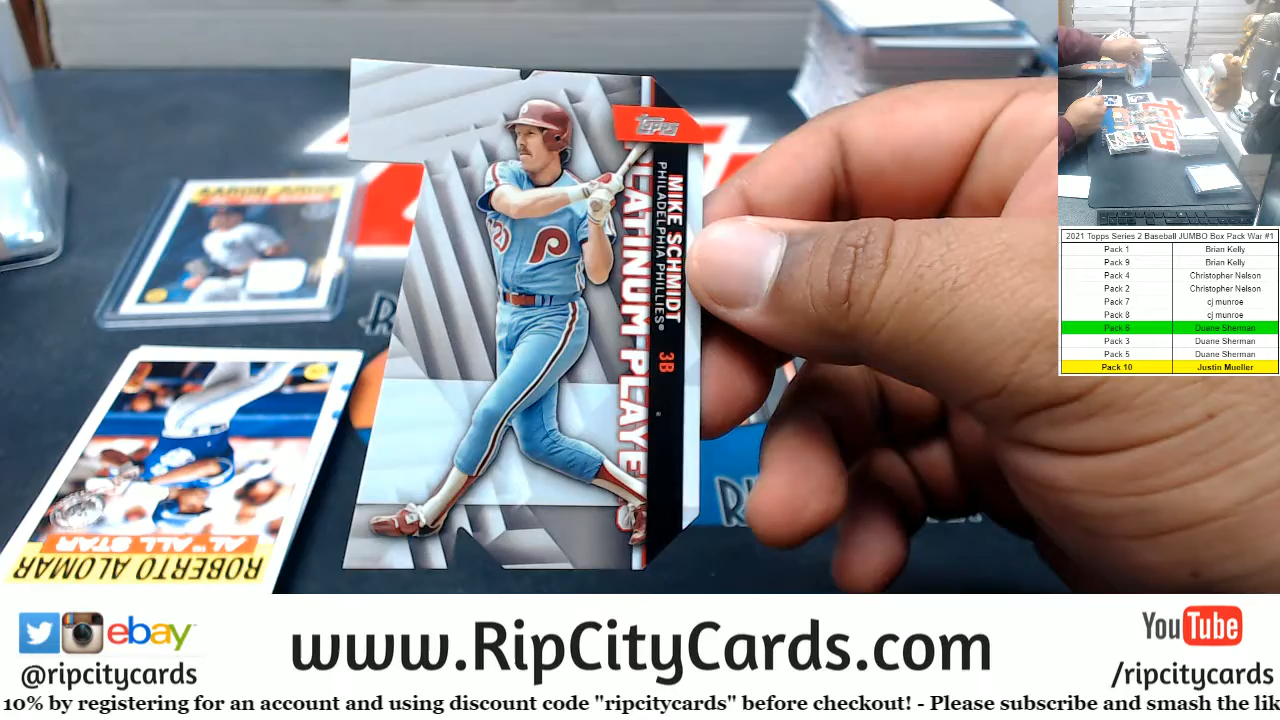 topps
MIKE SCHMIDT
PHILADELPHIA PHILLIES®
3B
PLATINUM PLAYE
P
AARON JUDGE
ROBERTO ALOMAR
AL ALL STAR
topps
2021 Topps Series 2 Baseball JUMBO Box Pack War #1
Pack 1 Brian Kelly
Pack 9 Brian Kelly
Pack 4 Christopher Nelson
Pack 2 Christopher Nelson
Pack 7 cj munroe
Pack 8 cj munroe
Pack 6 Duane Sherman
Pack 3 Duane Sherman
Pack 5 Duane Sherman
Pack 10 Justin Mueller
ebay
@ripcitycards
www.RipCityCards.com
YouTube
/ripcitycards
10% by registering for an account and using discount code "ripcitycards" before checkout! - Please subscribe and smash the lik